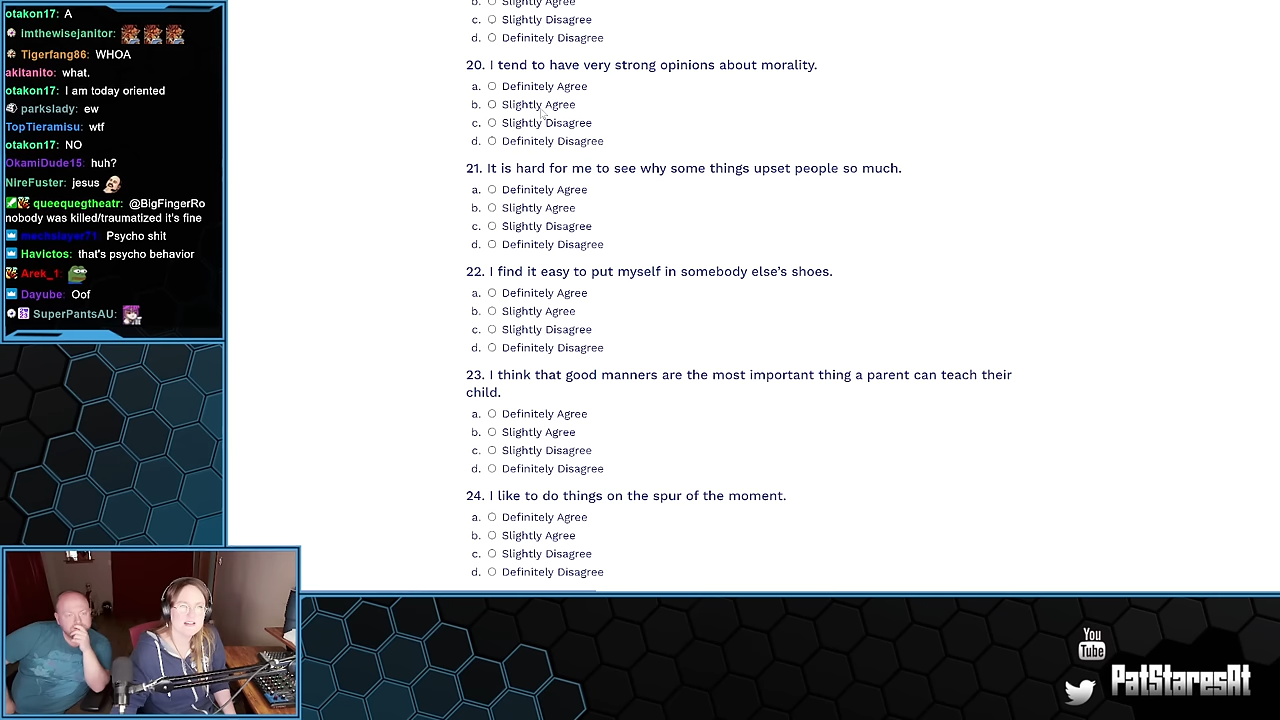 otakon17: A
imthewisejanitor:
Tigerfang86: WHOA
akitanito: what.
otakon17: I am today oriented
parkslady: ew
TopTieramisu: wtf
otakon17: NO
OkamiDude15: huh?
NireFuster: jesus
queequegtheatr: @BigFingerRo
nobody was killed/traumatized it's fine
mechslayer71: Psycho shit
Havictos: that's psycho behavior
Arek_1:
Dayube: Oof
SuperPantsAU:
b. Slightly Agree
c. Slightly Disagree
d. Definitely Disagree
20. I tend to have very strong opinions about morality.
a. Definitely Agree
b. Slightly Agree
c. Slightly Disagree
d. Definitely Disagree
21. It is hard for me to see why some things upset people so much.
a. Definitely Agree
b. Slightly Agree
c. Slightly Disagree
d. Definitely Disagree
22. I find it easy to put myself in somebody else's shoes.
a. Definitely Agree
b. Slightly Agree
c. Slightly Disagree
d. Definitely Disagree
23. I think that good manners are the most important thing a parent can teach their
child.
a. Definitely Agree
b. Slightly Agree
c. Slightly Disagree
d. Definitely Disagree
24. I like to do things on the spur of the moment.
a. Definitely Agree
b. Slightly Agree
c. Slightly Disagree
d. Definitely Disagree
You
Tube
PatStaresAt